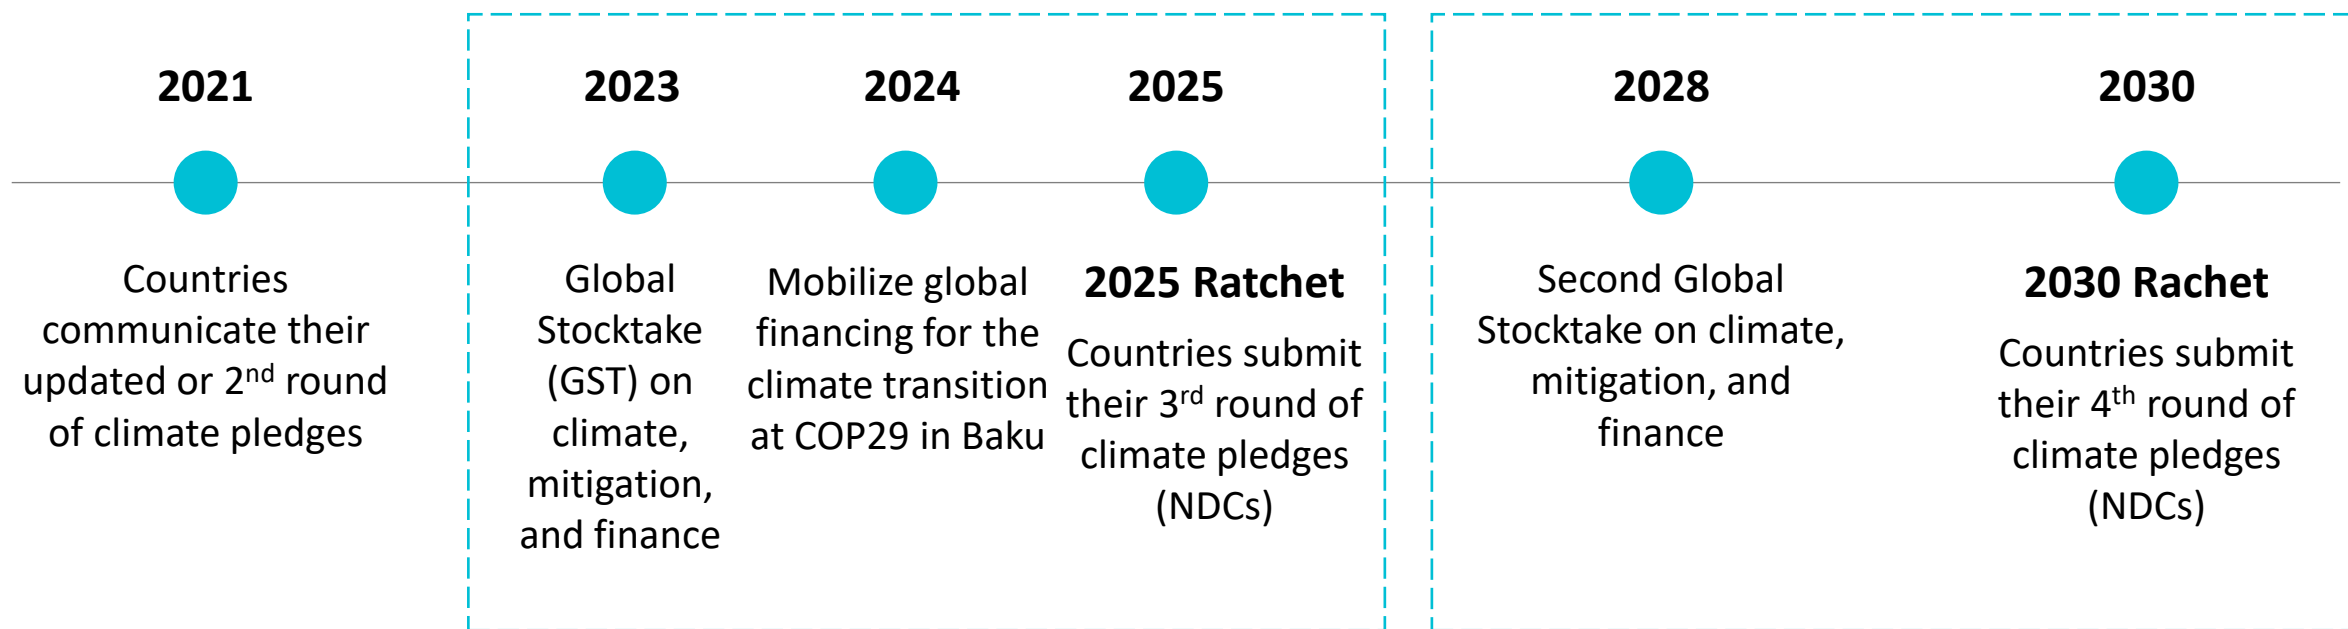 2021
Countries
communicate their
updated or 2nd round
of climate pledges
2023
Global
Stocktake
(GST) on
climate,
mitigation,
and finance
2024
Mobilize global
financing for the
climate transition
at COP29 in Baku
2025
2025 Ratchet
Countries submit
their 3rd round of
climate pledges
(NDCs)
2028
Second Global
Stocktake on climate,
mitigation, and
finance
2030
2030 Rachet
Countries submit
their 4th round of
climate pledges
(NDCs)